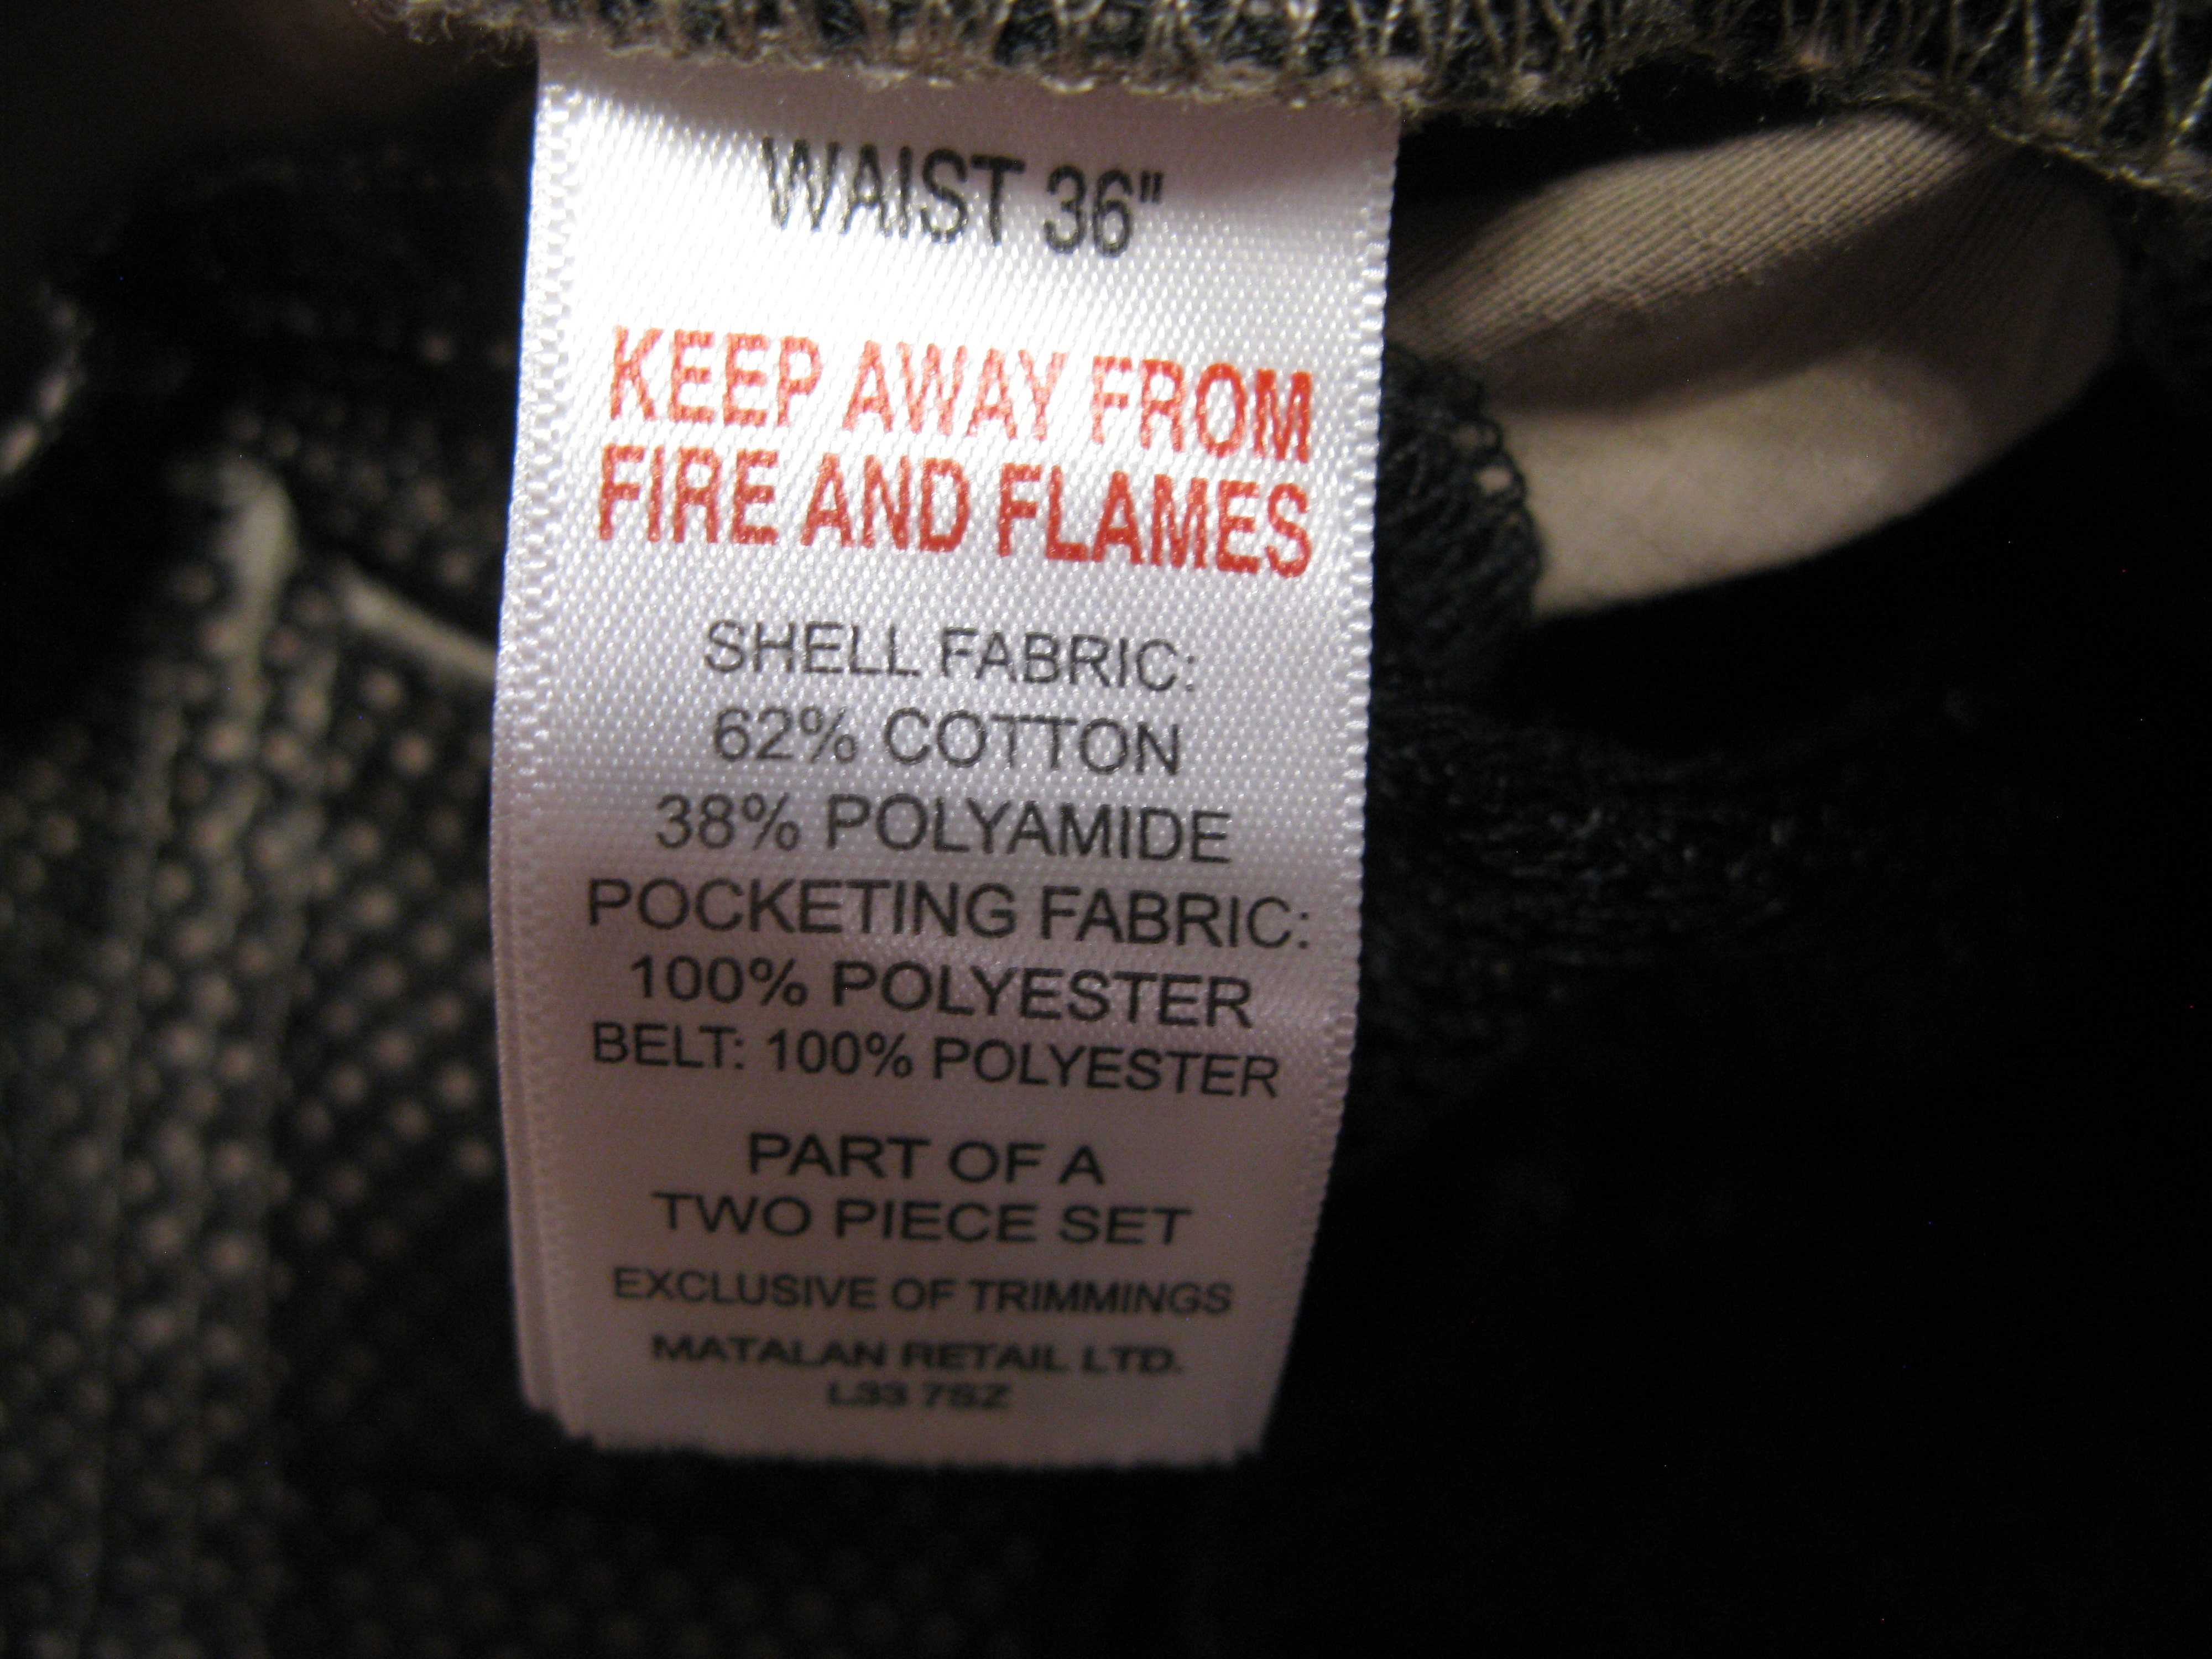 WAIST 36"
KEEP AWAY FROM
FIRE AND FLAMES
SHELL FABRIC:
62% COTTON
38% POLYAMIDE
POCKETING FABRIC:
100% POLYESTER
BELT: 100% POLYESTER
PART OF A
TWO PIECE SET
EXCLUSIVE OF TRIMMINGS
MATALAN RETAIL LTD.
L33 7SZ